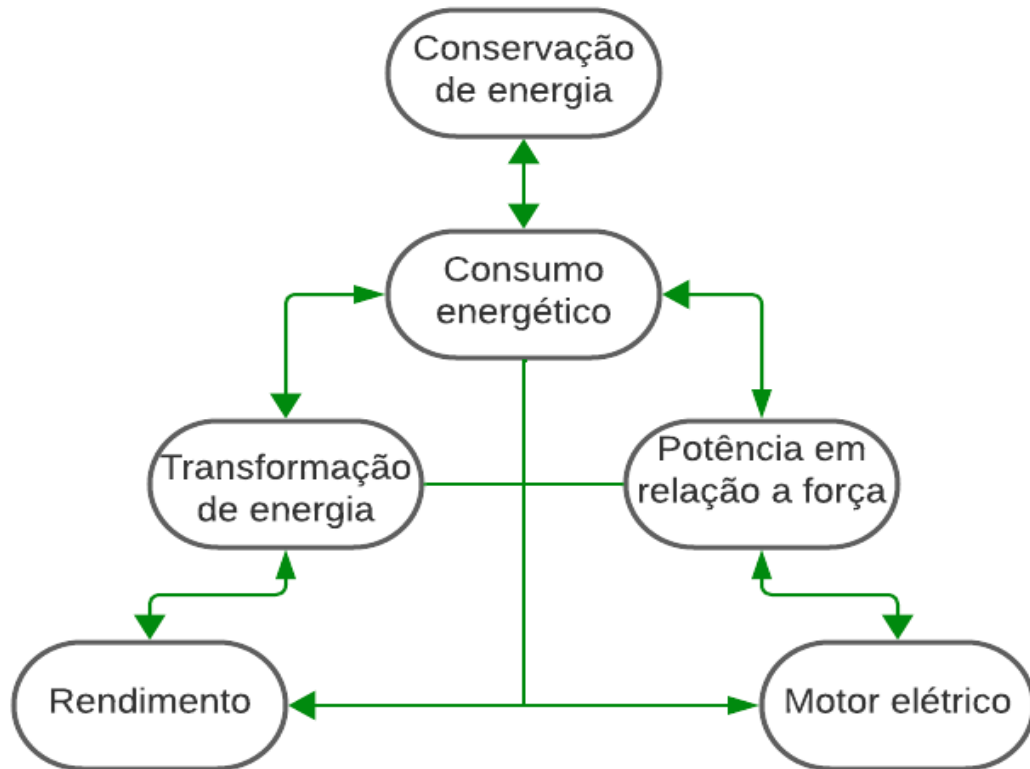 Conservação
de energia
Consumo
energético
Transformação
de energia
Potência em
relação a força
Rendimento
Motor elétrico